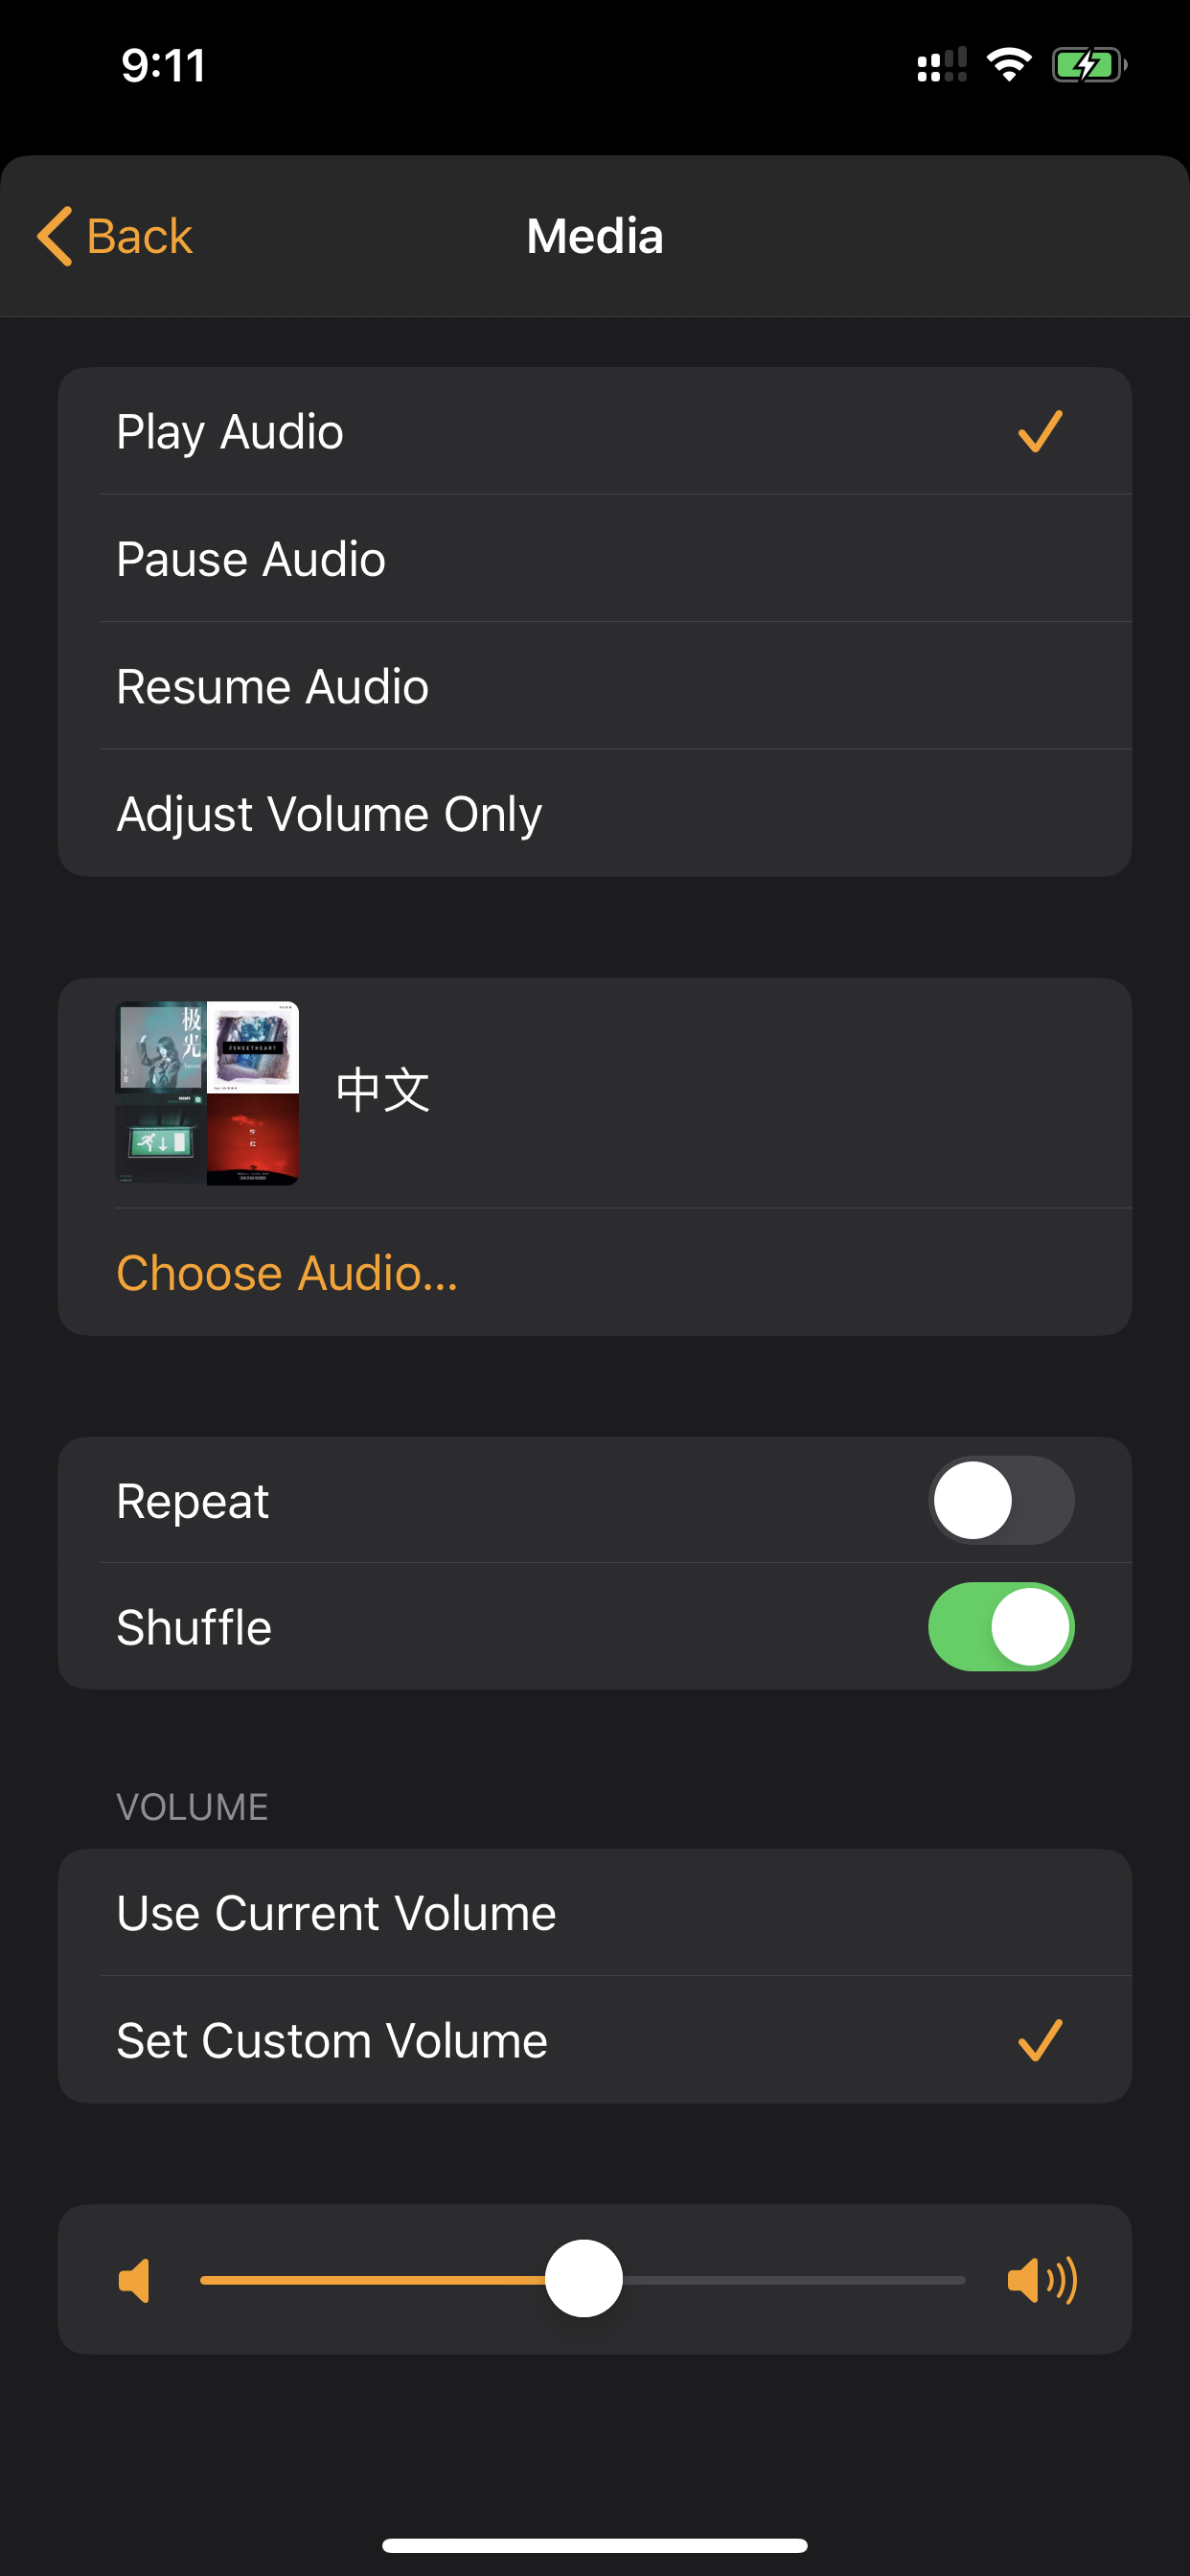 9:11
Back
Media
Play Audio
Pause Audio
Resume Audio
Adjust Volume Only
极光
ESCAPE
中文
Choose Audio...
Repeat
Shuffle
VOLUME
Use Current Volume
Set Custom Volume